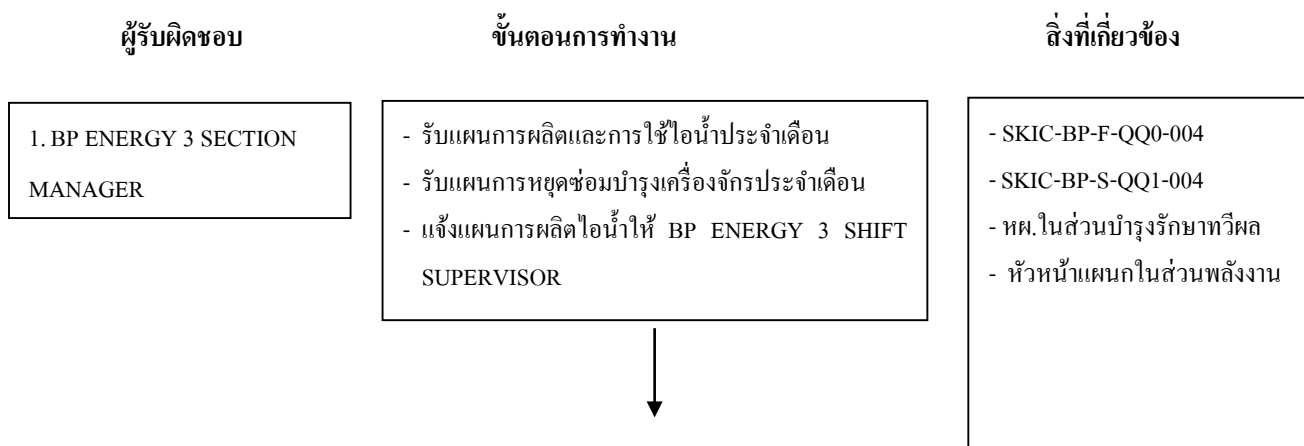 ผู้รับผิดชอบ ขั้นตอนการทำงาน สิ่งที่เกี่ยวข้อง
1. BP ENERGY 3 SECTION
MANAGER
- รับแผนการผลิตและการใช้ไอน้ำประจำเดือน
- รับแผนการหยุดซ่อมบำรุงเครื่องจักรประจำเดือน
- แจ้งแผนการผลิตไอน้ำให้ BP ENERGY 3 SHIFT
SUPERVISOR
- SKIC-BP-F-QQ0-004
- SKIC-BP-S-QQ1-004
- หผ.ในส่วนบำรุงรักษาทวีผล
- หัวหน้าแผนกในส่วนพลังงาน